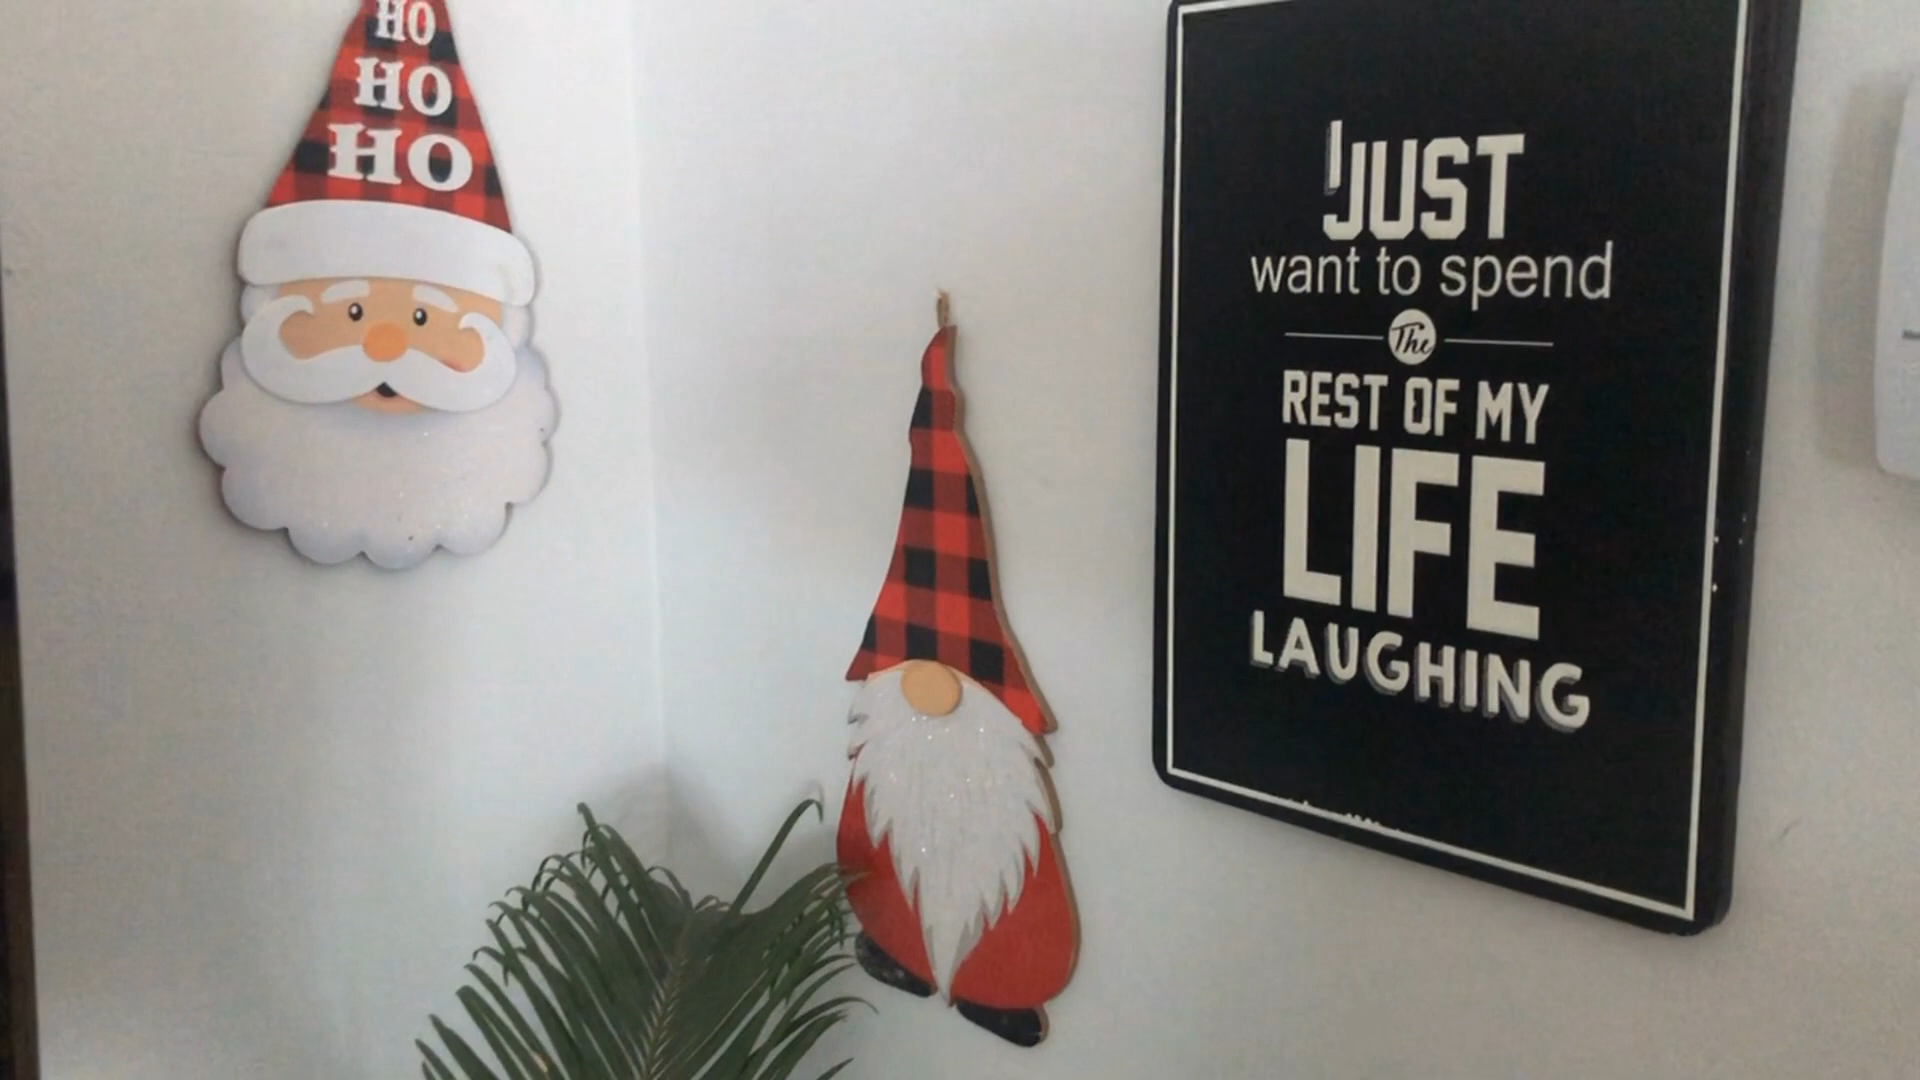 HO
HO
HO
I JUST
want to spend
The
REST OF MY
LIFE
LAUGHING